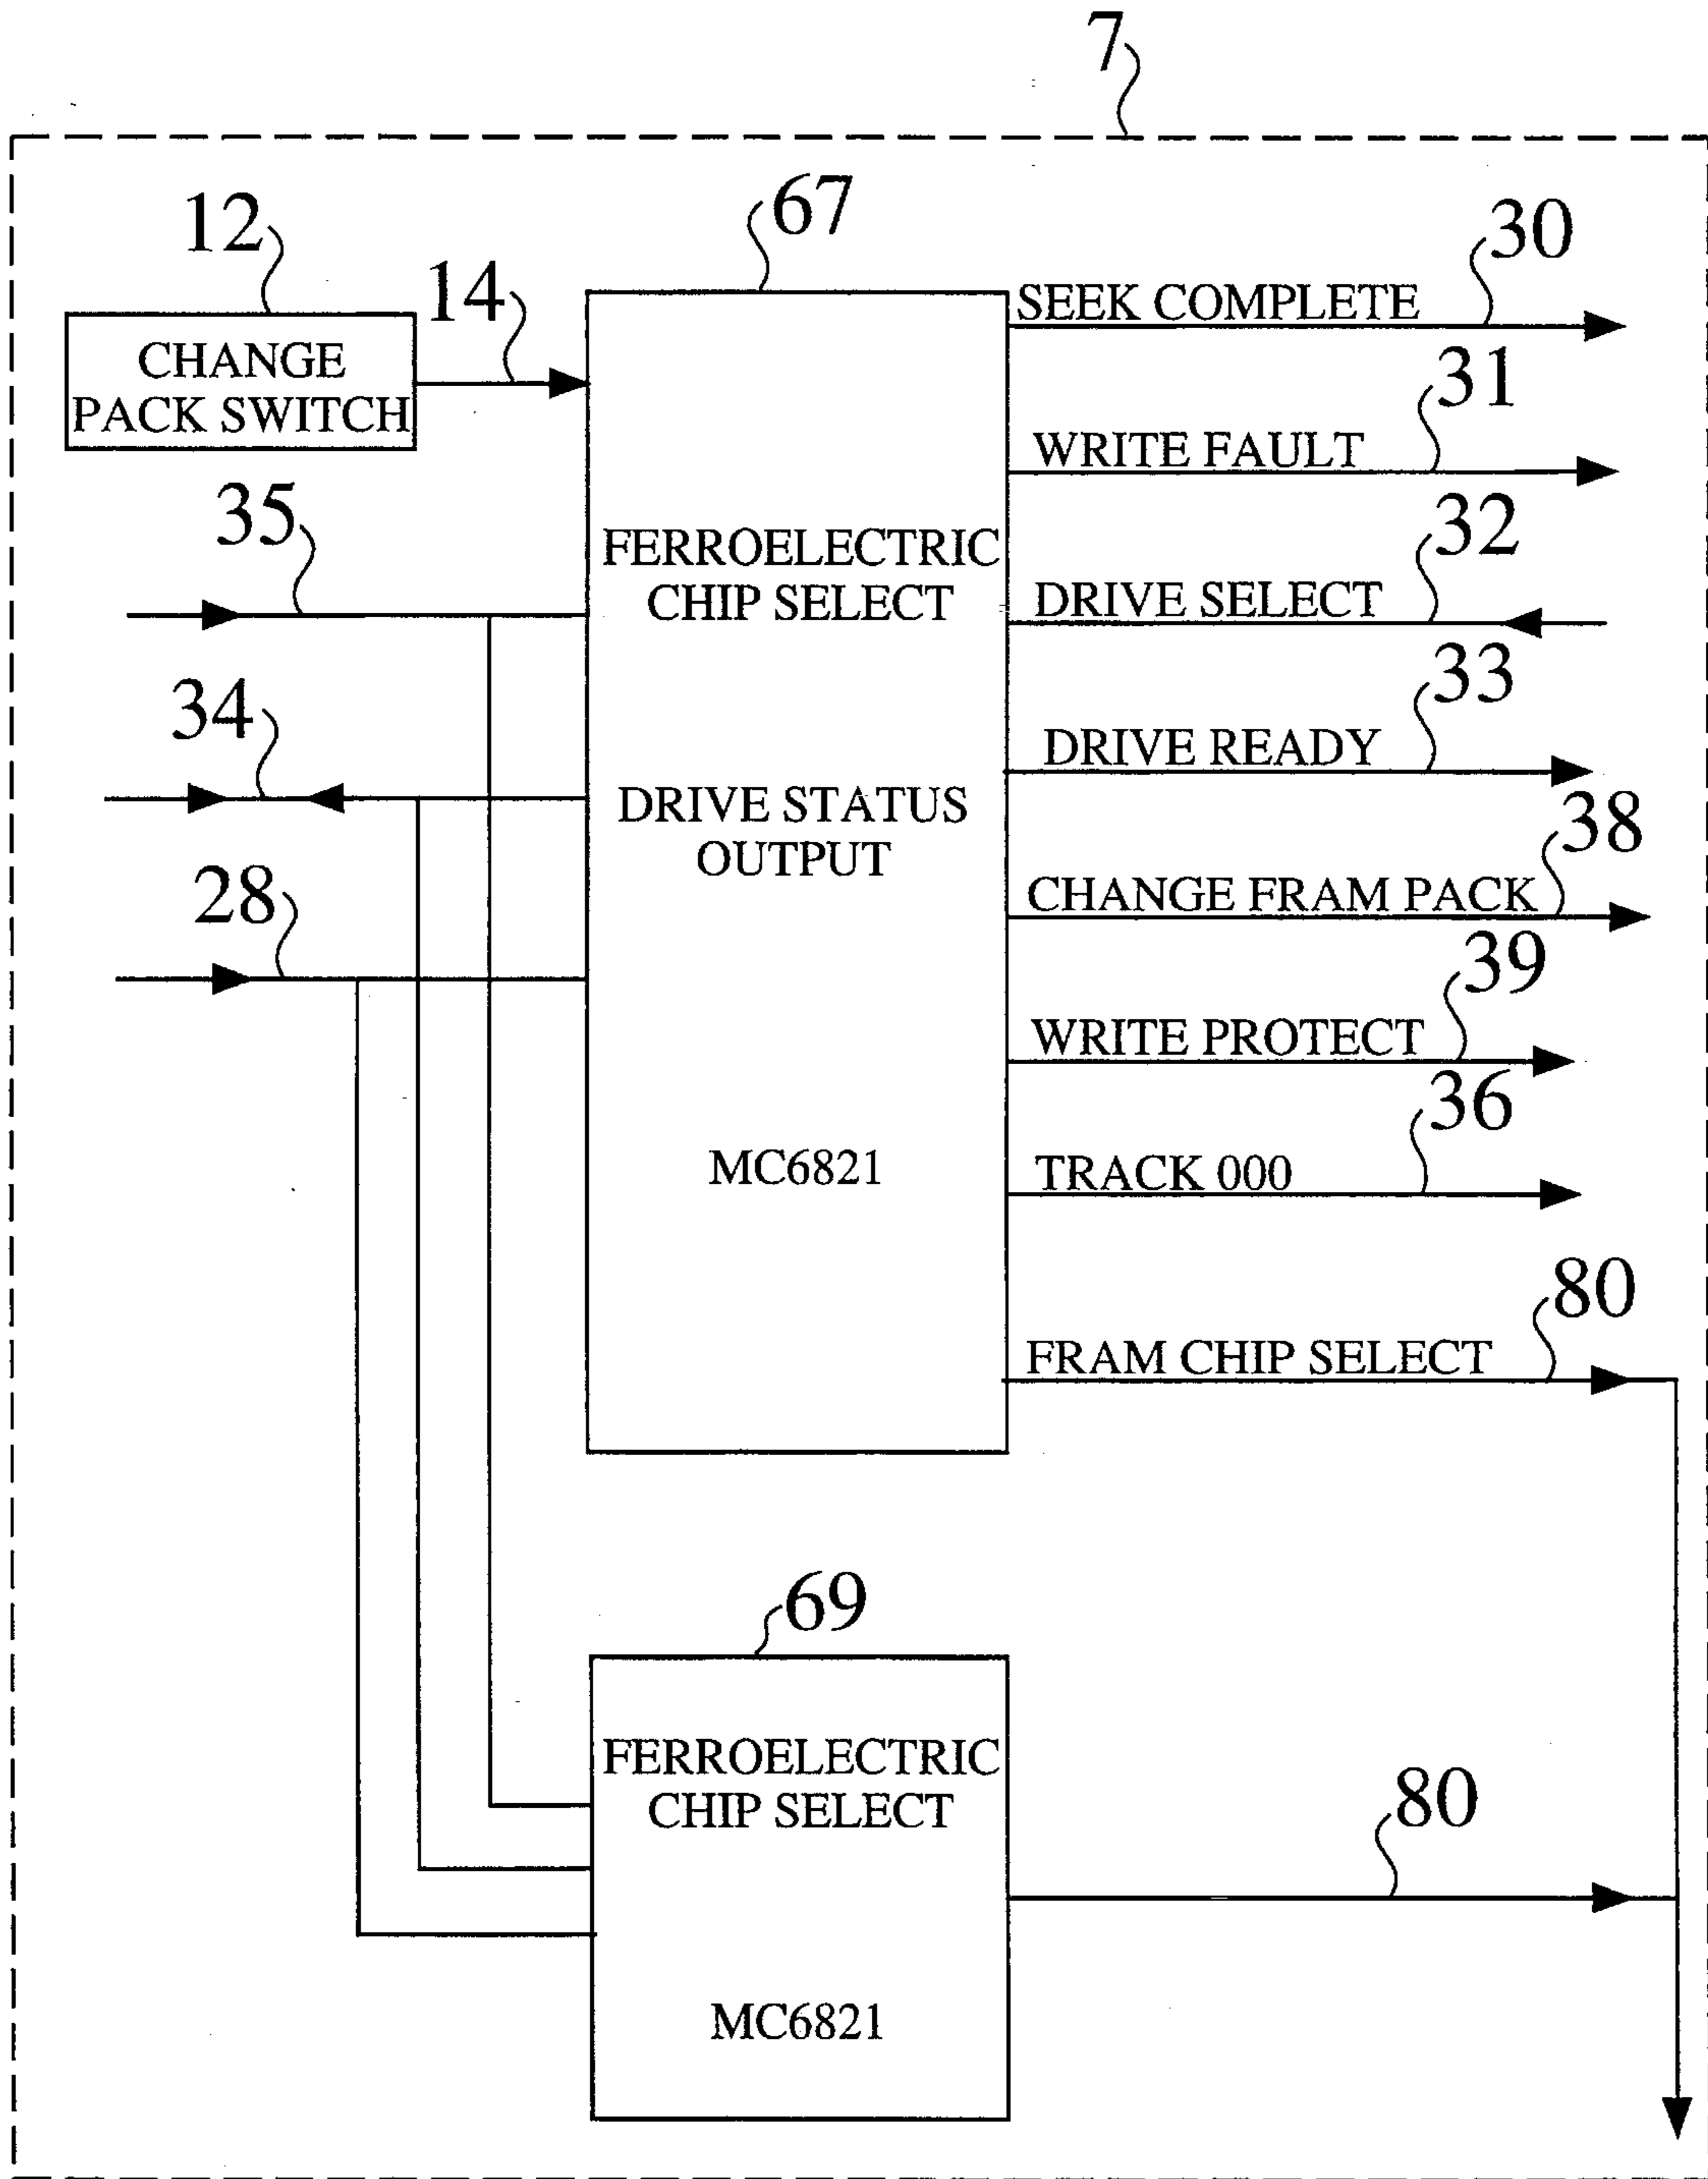 7
12
14
67
30
CHANGE
PACK SWITCH
SEEK COMPLETE
31
WRITE FAULT
35
FERROELECTRIC
CHIP SELECT
32
DRIVE SELECT
34
33
DRIVE READY
DRIVE STATUS
OUTPUT
28
38
CHANGE FRAM PACK
39
WRITE PROTECT
36
MC6821
TRACK 000
80
FRAM CHIP SELECT
69
FERROELECTRIC
CHIP SELECT
80
MC6821